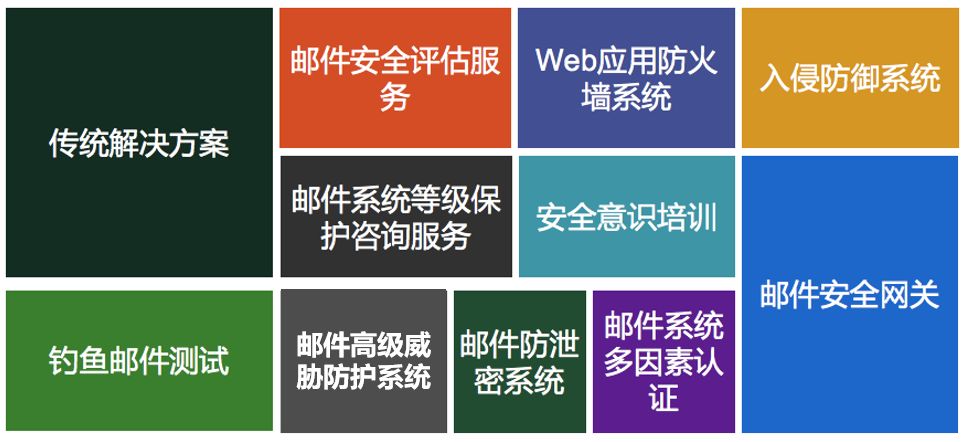 传统解决方案
邮件安全评估服
务
Web应用防火
墙系统
入侵防御系统
邮件系统等级保
护咨询服务
安全意识培训
邮件安全网关
钓鱼邮件测试
邮件高级威
胁防护系统
邮件防泄
密系统
邮件系统
多因素认
证